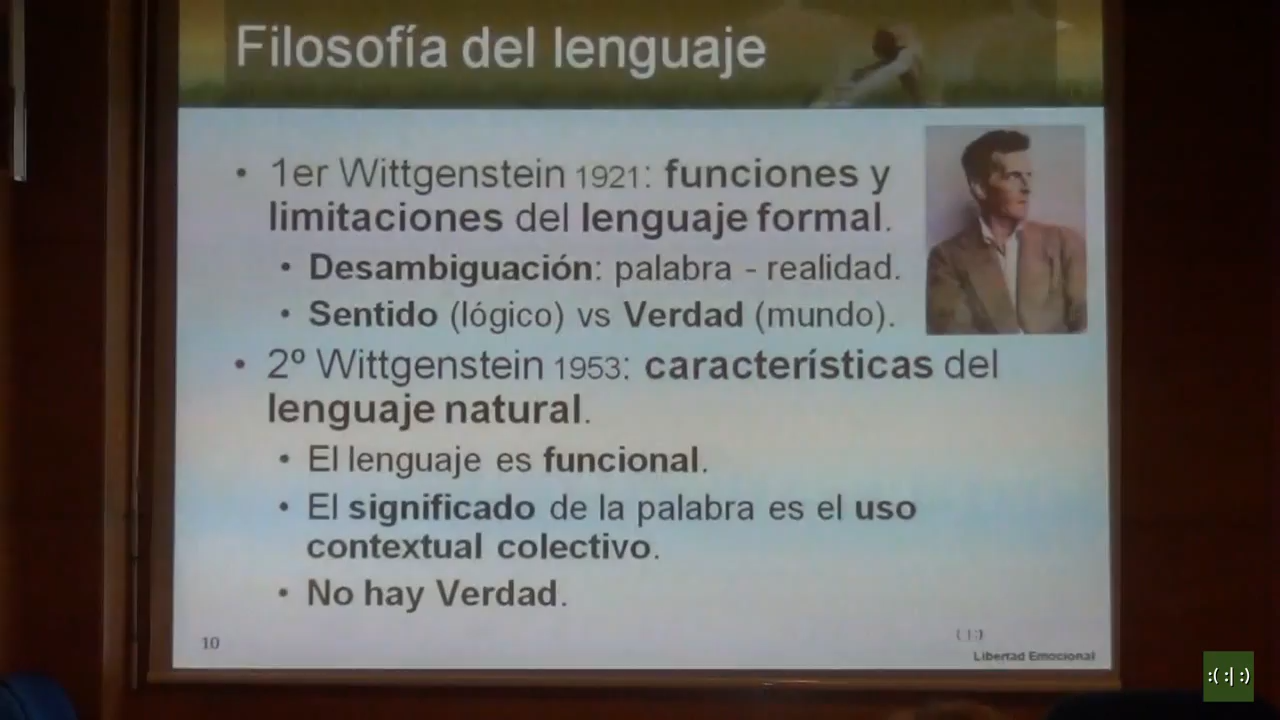 Filosofía del lenguaje
• 1er Wittgenstein 1921: funciones y
limitaciones del lenguaje formal.
• Desambiguación: palabra - realidad.
• Sentido (lógico) vs Verdad (mundo).
• 2º Wittgenstein 1953: características del
lenguaje natural.
• El lenguaje es funcional.
• El significado de la palabra es el uso
contextual colectivo.
• No hay Verdad.
10
Libertad Emocional
:( :| :)